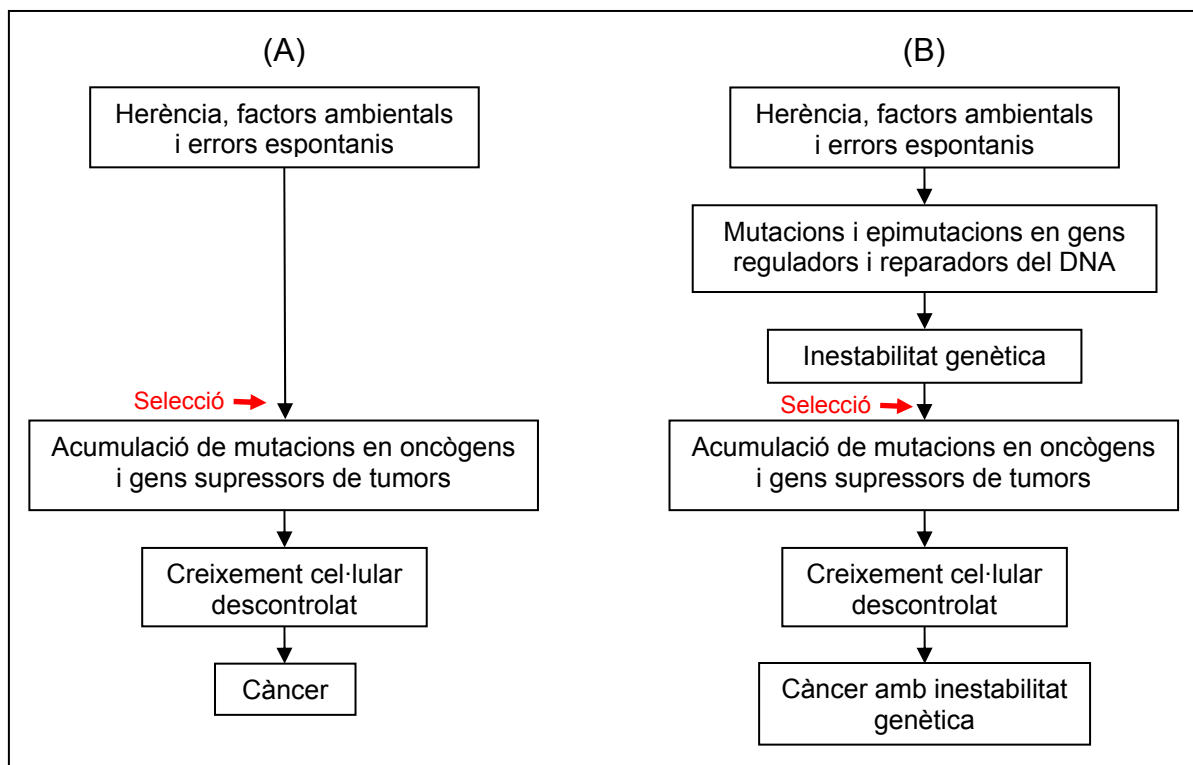 (A)
Herència, factors ambientals
i errors espontanis
Selecció
Acumulació de mutacions en oncògens
i gens supressors de tumors
Creixement cel·lular
descontrolat
Càncer
(B)
Herència, factors ambientals
i errors espontanis
Mutacions i epimutacions en gens
reguladors i reparadors del DNA
Inestabilitat genètica
Selecció
Acumulació de mutacions en oncògens
i gens supressors de tumors
Creixement cel·lular
descontrolat
Càncer amb inestabilitat
genètica